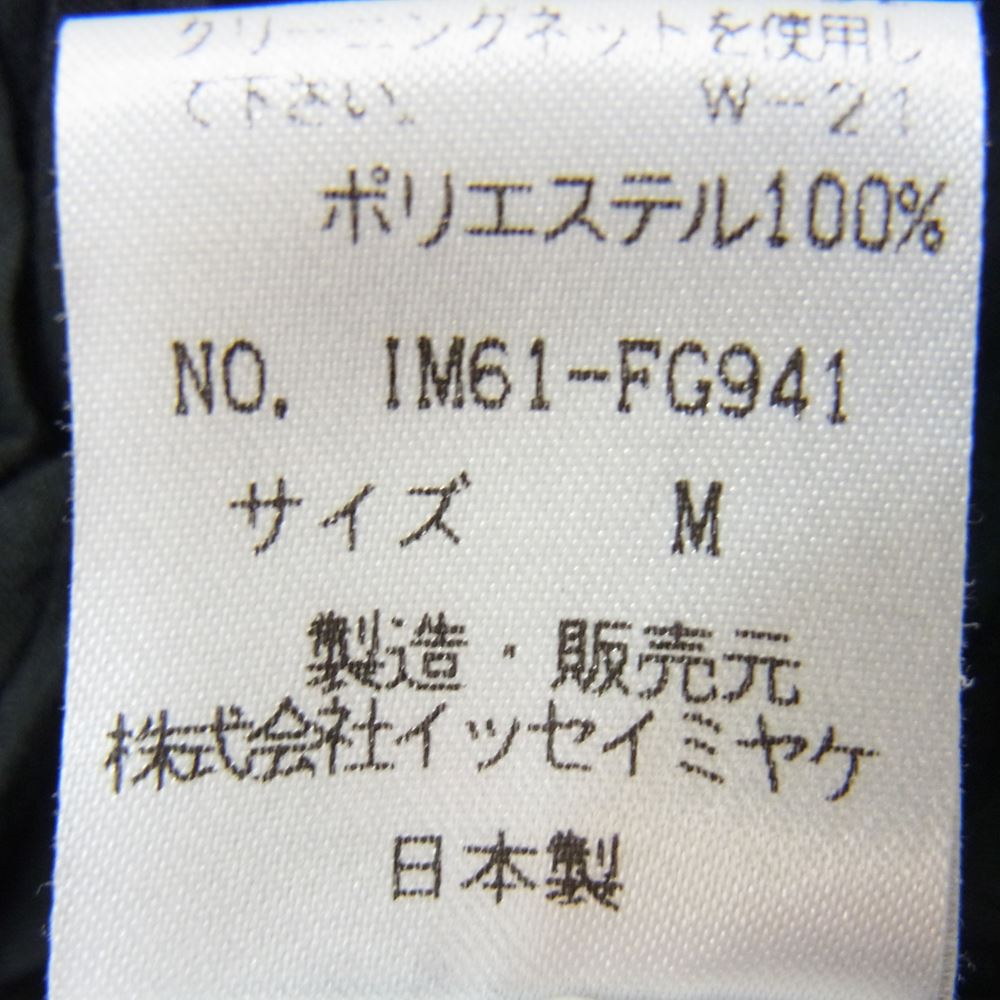 クリーニングネットを使用し
て下さい。 W-21
ポリエステル100%
NO. IM61-FG941
サイズ M
製造・販売元
株式会社イッセイミヤケ
日本製